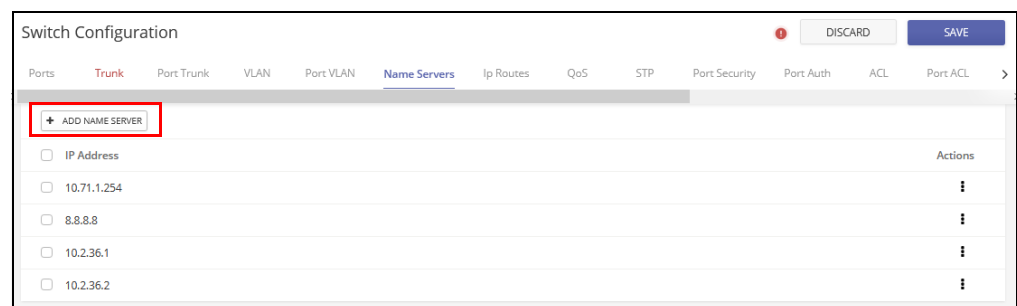 Switch Configuration
DISCARD
SAVE
Ports Trunk Port Trunk VLAN Port VLAN Name Servers Ip Routes QoS STP Port Security Port Auth ACL Port ACL
+ ADD NAME SERVER
IP Address Actions
10.71.1.254
8.8.8.8
10.2.36.1
10.2.36.2